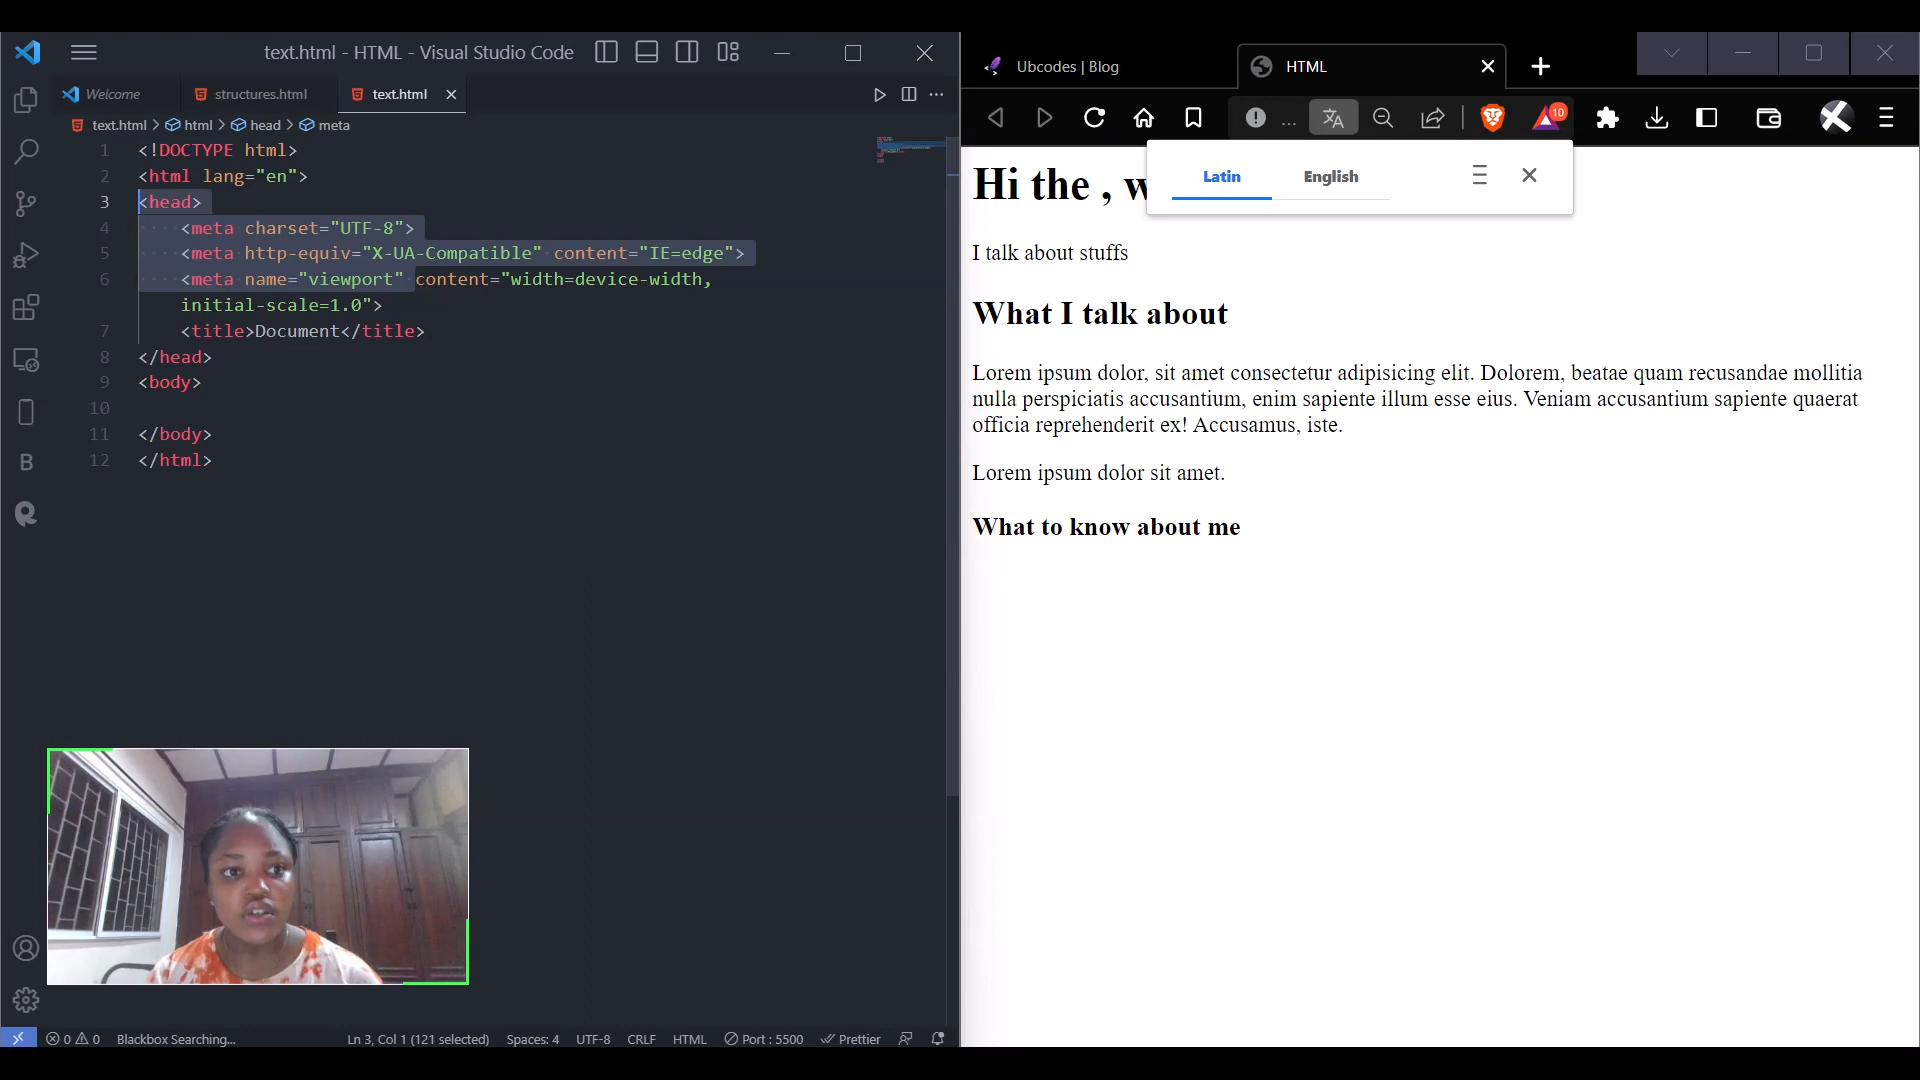 text.html - HTML - Visual Studio Code
Welcome
structures.html
text.html
text.html > html > head > meta
1 <!DOCTYPE html>
2 <html lang="en">
3 <head>
4 <meta charset="UTF-8">
5 <meta http-equiv="X-UA-Compatible" content="IE=edge">
6 <meta name="viewport" content="width=device-width,
initial-scale=1.0">
7 <title>Document</title>
8 </head>
9 <body>
10
11 </body>
12 </html>
B
0 0
Blackbox Searching...
Ln 3, Col 1 (121 selected)
Spaces: 4
UTF-8
CRLF
HTML
Port : 5500
Prettier
Ubcodes | Blog
HTML
...
10
Latin
English
Hi the , w
I talk about stuffs
What I talk about
Lorem ipsum dolor, sit amet consectetur adipisicing elit. Dolorem, beatae quam recusandae mollitia
nulla perspiciatis accusantium, enim sapiente illum esse eius. Veniam accusantium sapiente quaerat
officia reprehenderit ex! Accusamus, iste.
Lorem ipsum dolor sit amet.
What to know about me